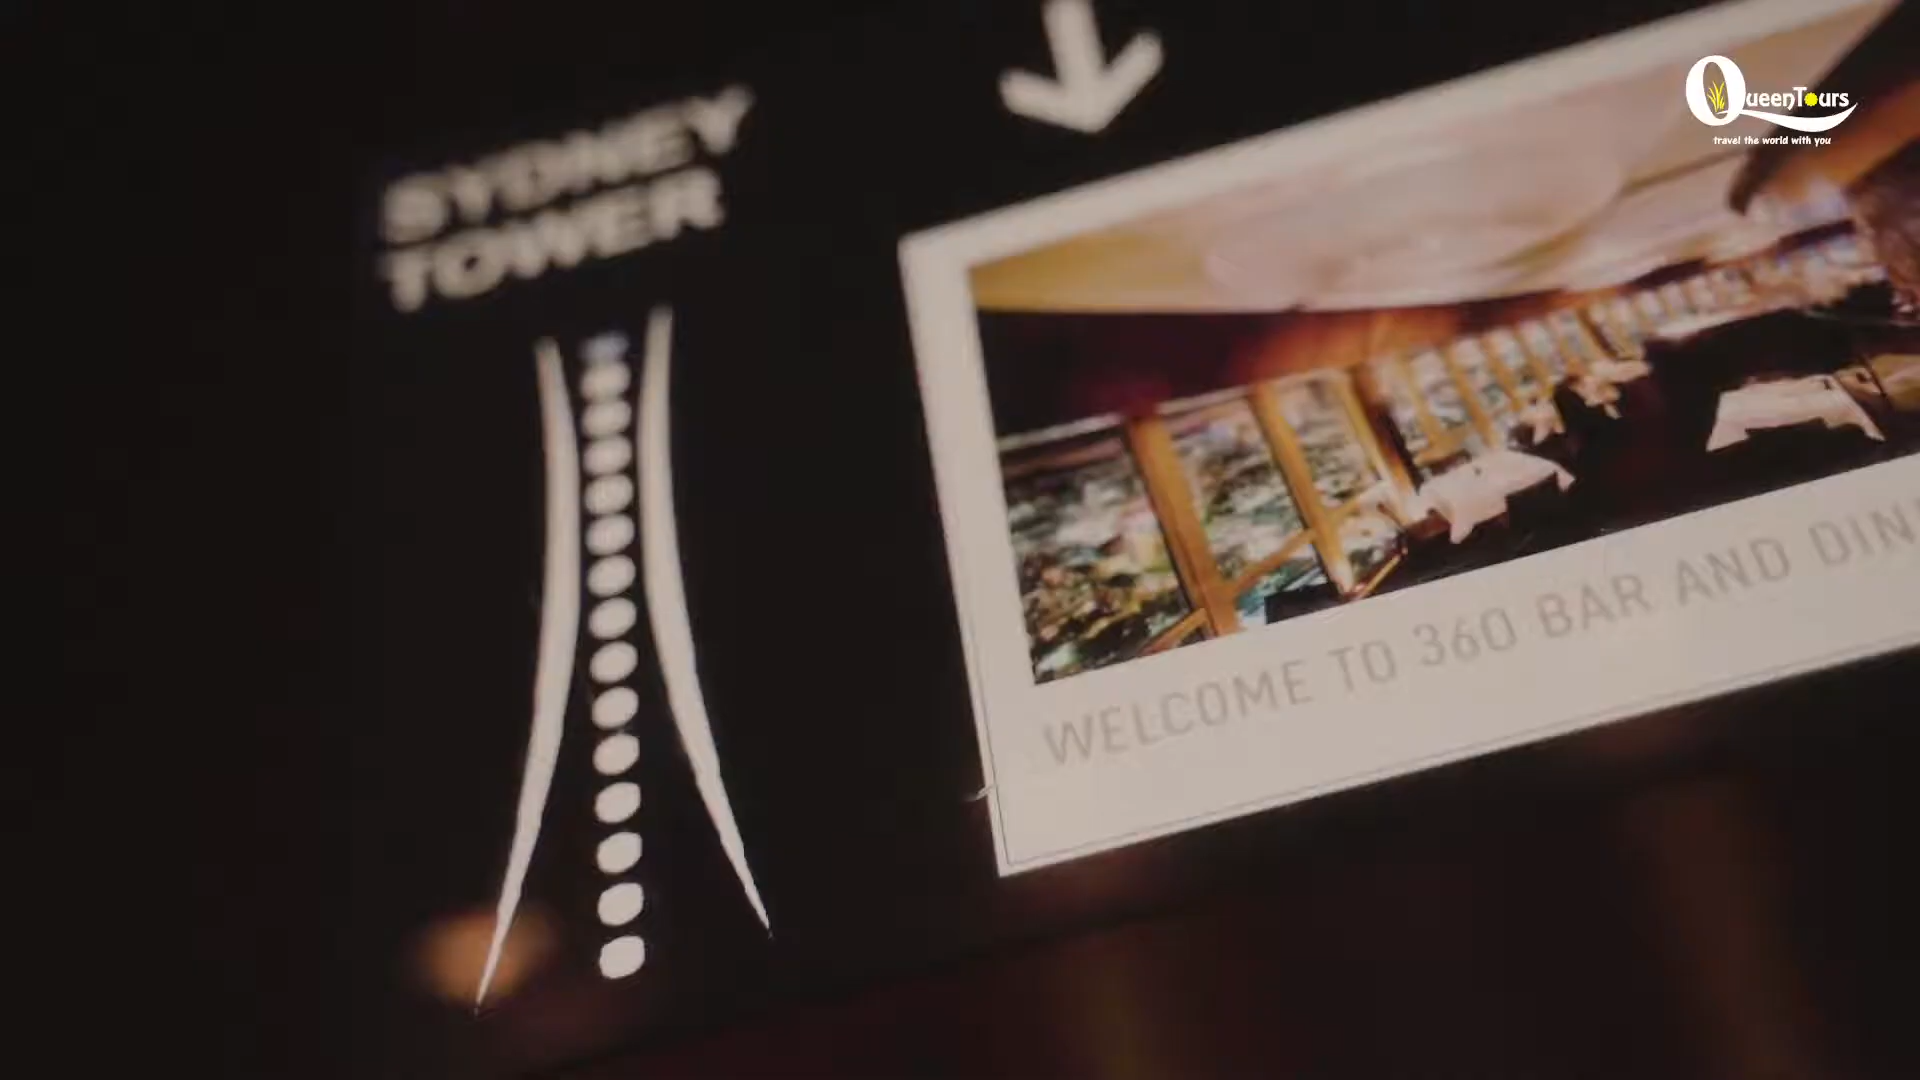 SYDNEY
TOWER
WELCOME TO 360 BAR AND
QueenTours
travel the world with you